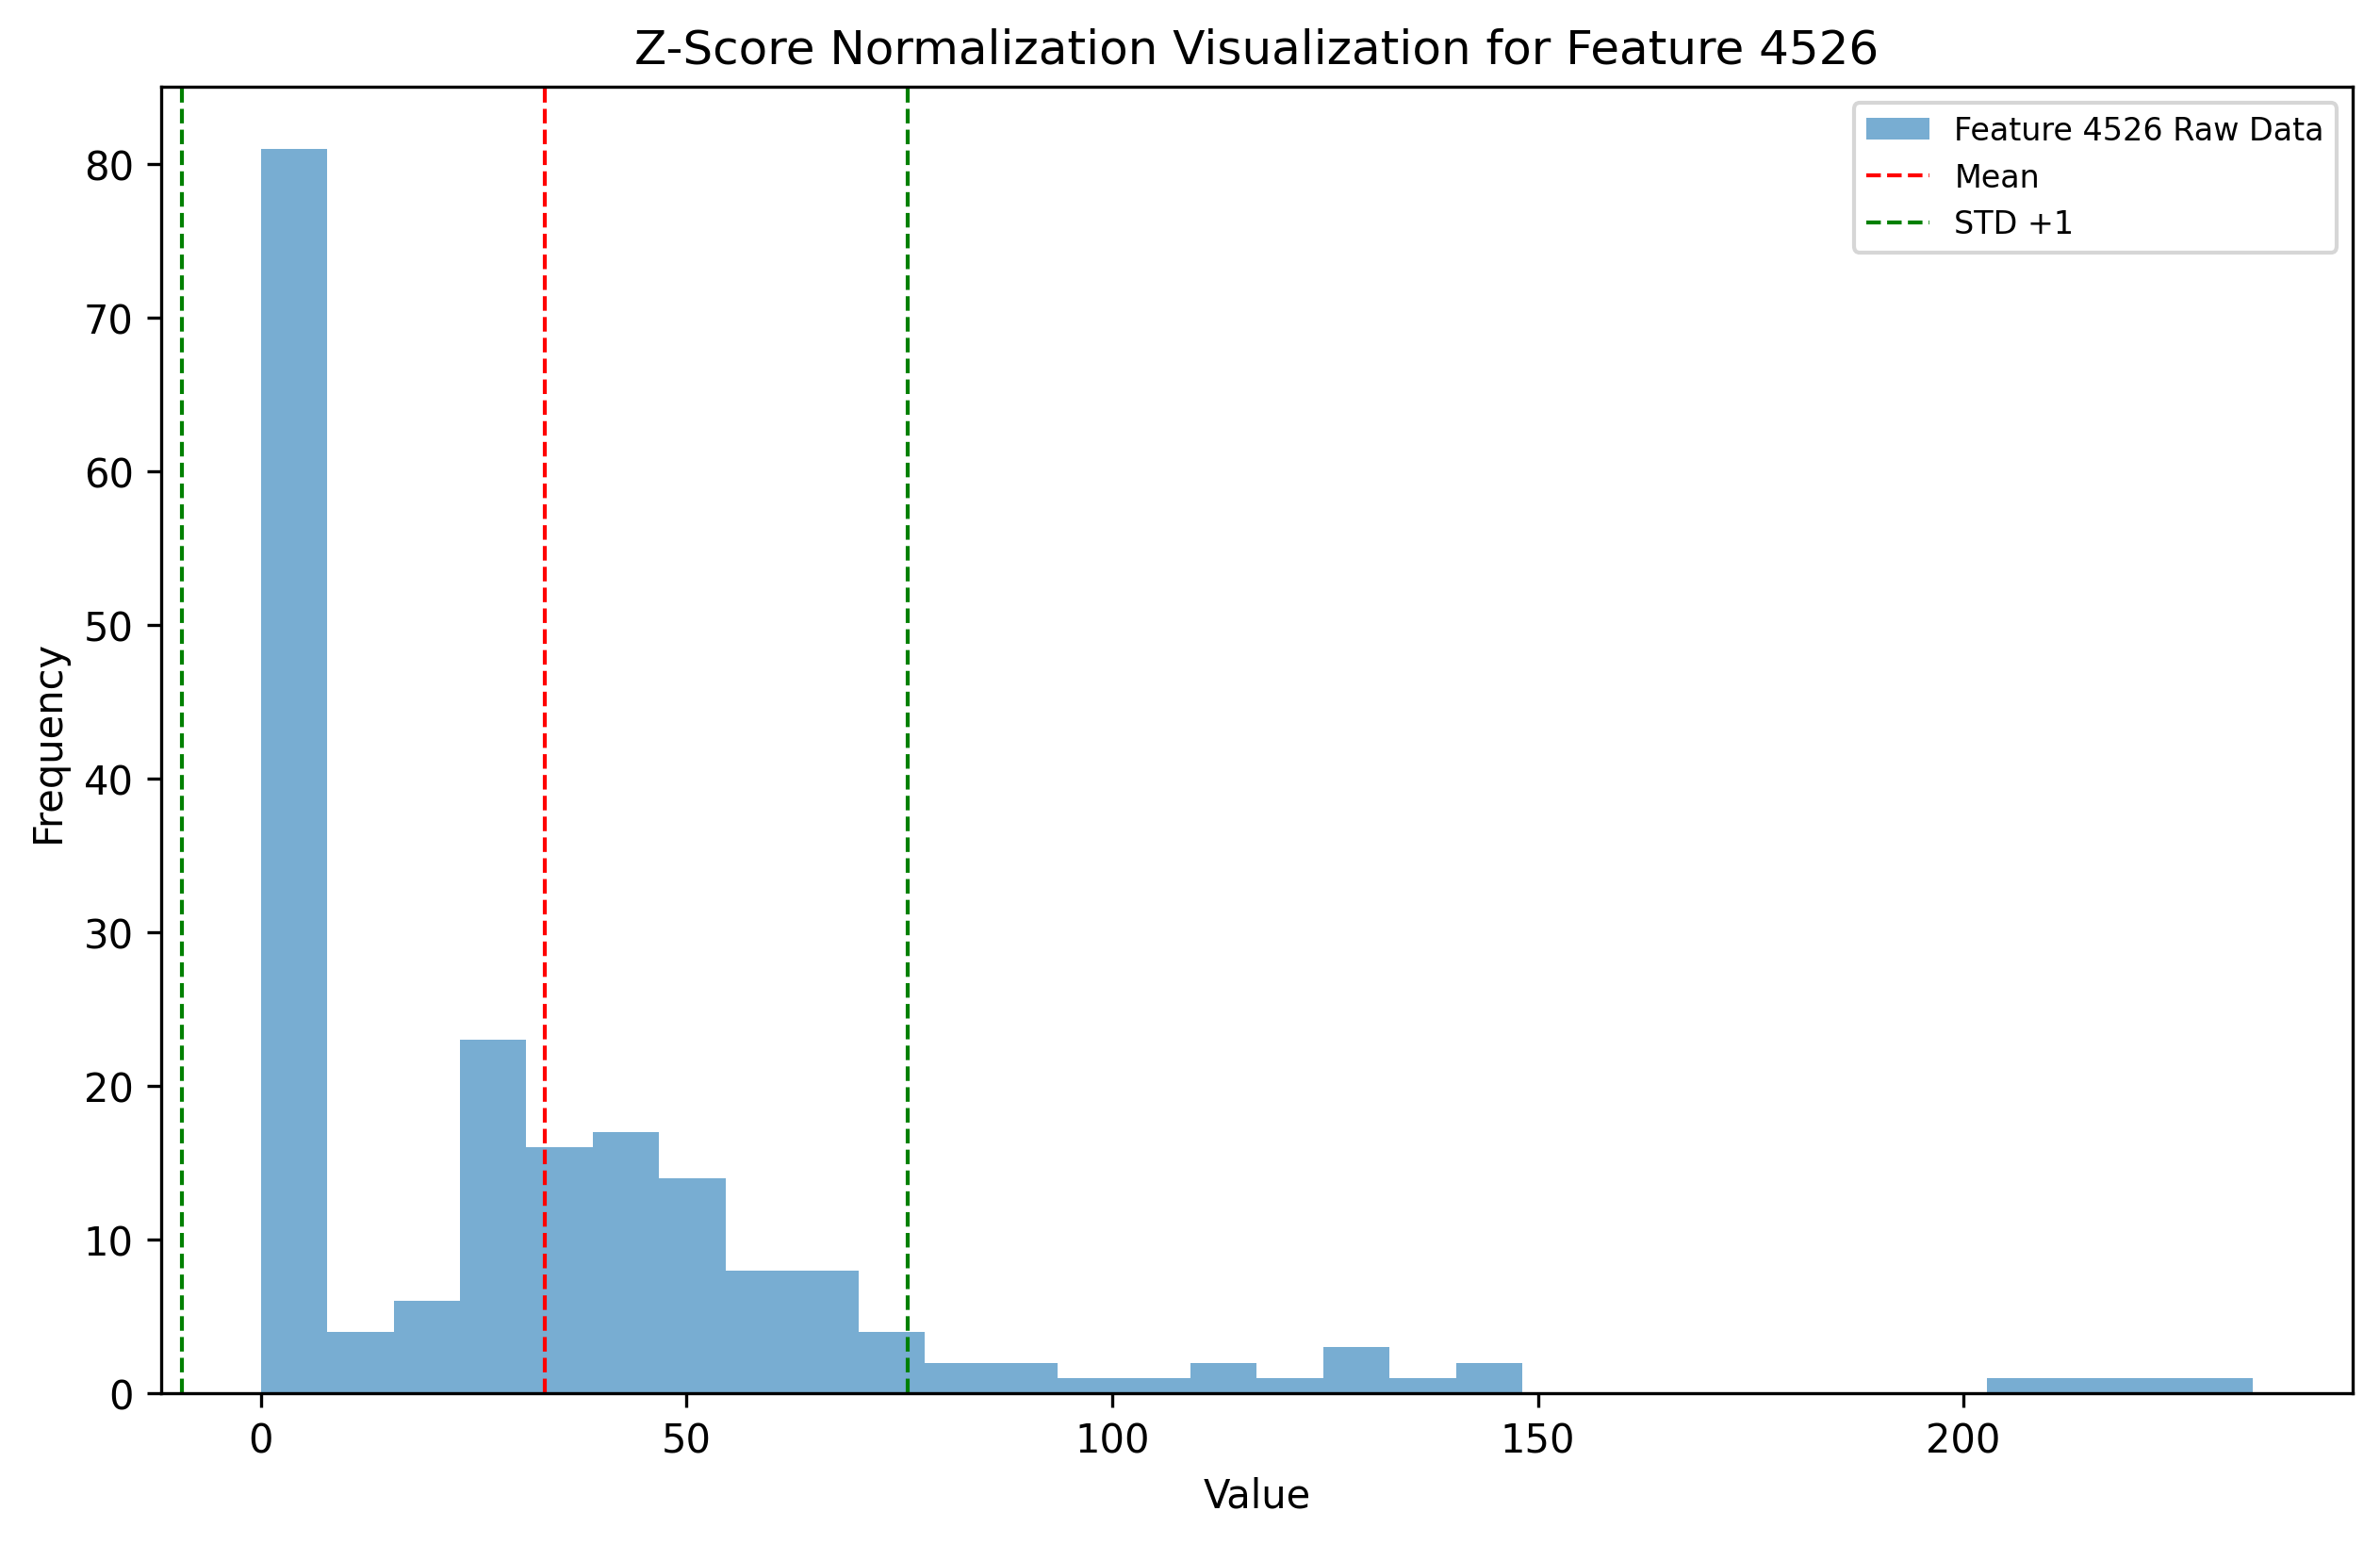 Z-Score Normalization Visualization for Feature 4526
Feature 4526 Raw Data
Mean
STD +1
80
70
60
50
40
30
20
10
0
Frequency
0 50 100 150 200
Value